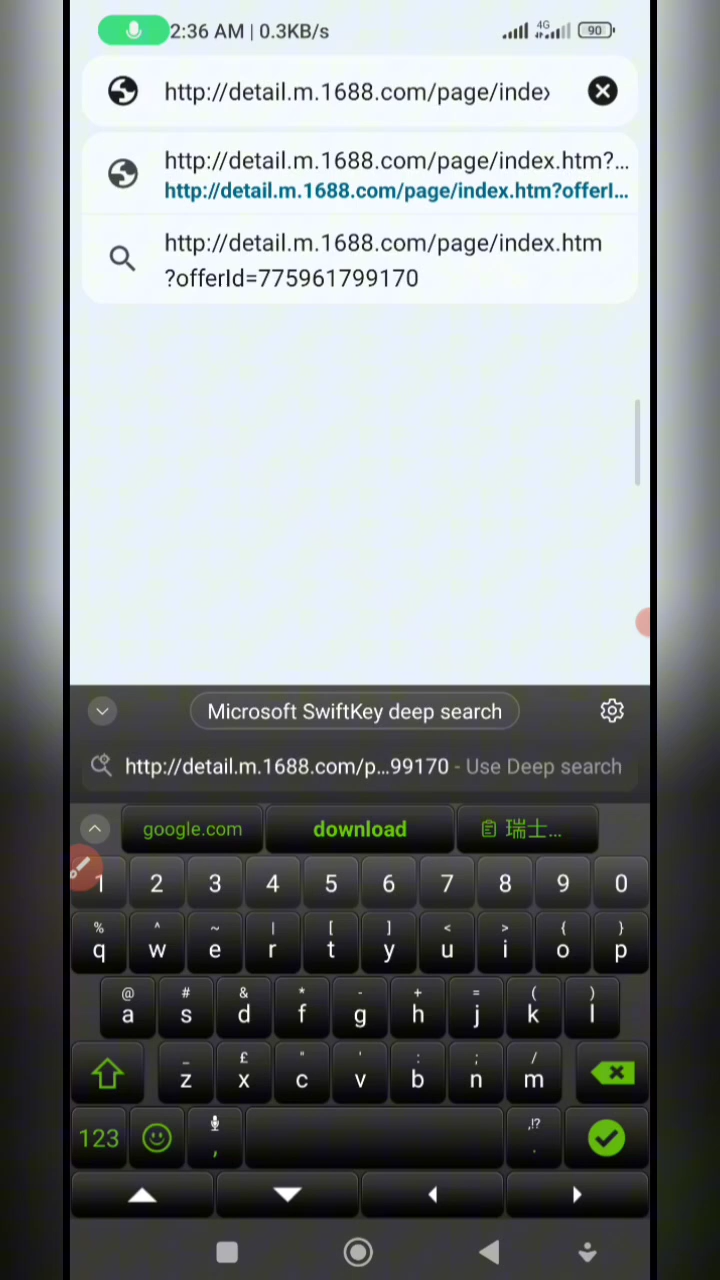 2:36 AM | 0.3KB/s 4G 90
http://detail.m.1688.com/page/index
http://detail.m.1688.com/page/index.htm?...
http://detail.m.1688.com/page/index.htm?offerI...
http://detail.m.1688.com/page/index.htm
?offerId=775961799170
Microsoft SwiftKey deep search
http://detail.m.1688.com/p...99170 - Use Deep search
google.com download 瑞士...
1 2 3 4 5 6 7 8 9 0
% ^ ~ | [ ] < > { }
q w e r t y u i o p
@ # & * - + = ( )
a s d f g h j k l
_ £ " ' : ; /
z x c v b n m
123 , ,!? .